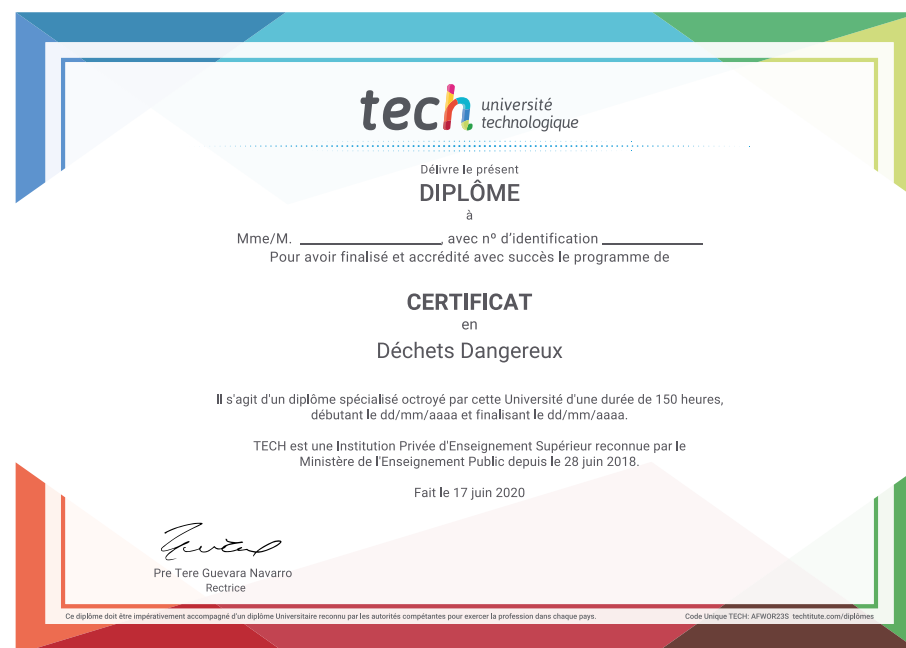 tech université
technologique
Délivre le présent
DIPLÔME
à
Mme/M. , avec nº d'identification
Pour avoir finalisé et accrédité avec succès le programme de
CERTIFICAT
en
Déchets Dangereux
Il s'agit d'un diplôme spécialisé octroyé par cette Université d'une durée de 150 heures,
débutant le dd/mm/aaaa et finalisant le dd/mm/aaaa.
TECH est une Institution Privée d'Enseignement Supérieur reconnue par le
Ministère de l'Enseignement Public depuis le 28 juin 2018.
Fait le 17 juin 2020
Pre Tere Guevara Navarro
Rectrice
Ce diplôme doit être impérativement accompagné d'un diplôme Universitaire reconnu par les autorités compétantes pour exercer la profession dans chaque pays.
Code Unique TECH: AFWOR23S techtitute.com/diplômes